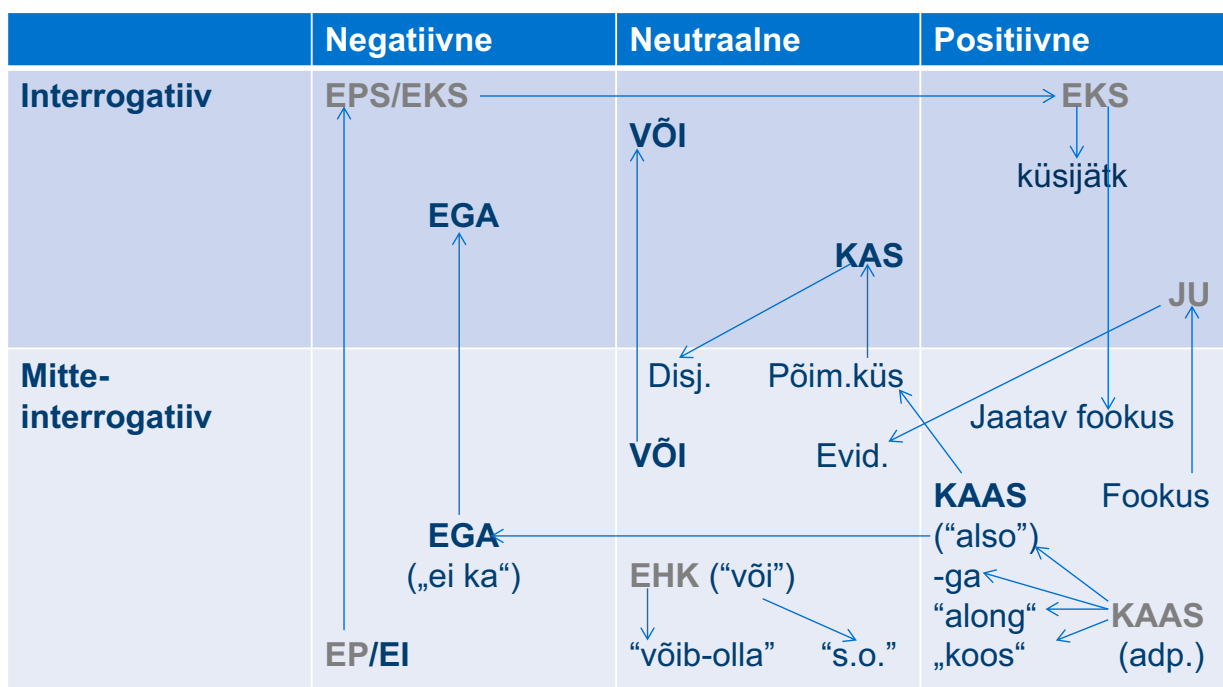 Negatiivne Neutraalne Positiivne
Interrogatiiv EPS/EKS EKS
VÕI
küsijätk
EGA
KAS
JU
Mitte- Disj. Põim.küs
interrogatiiv Jaatav fookus
VÕI Evid.
KAAS Fookus
EGA (“also”)
(„ei ka“) EHK (“või”) -ga
“along“ KAAS
EP/EI “võib-olla” “s.o.” „koos“ (adp.)